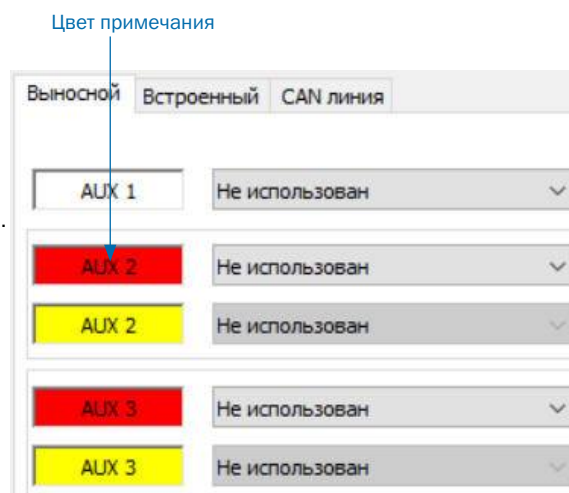 Цвет примечания
Выносной Встроенный CAN линия
AUX 1 Не использован
.
AUX 2 Не использован
AUX 2 Не использован
AUX 3 Не использован
AUX 3 Не использован